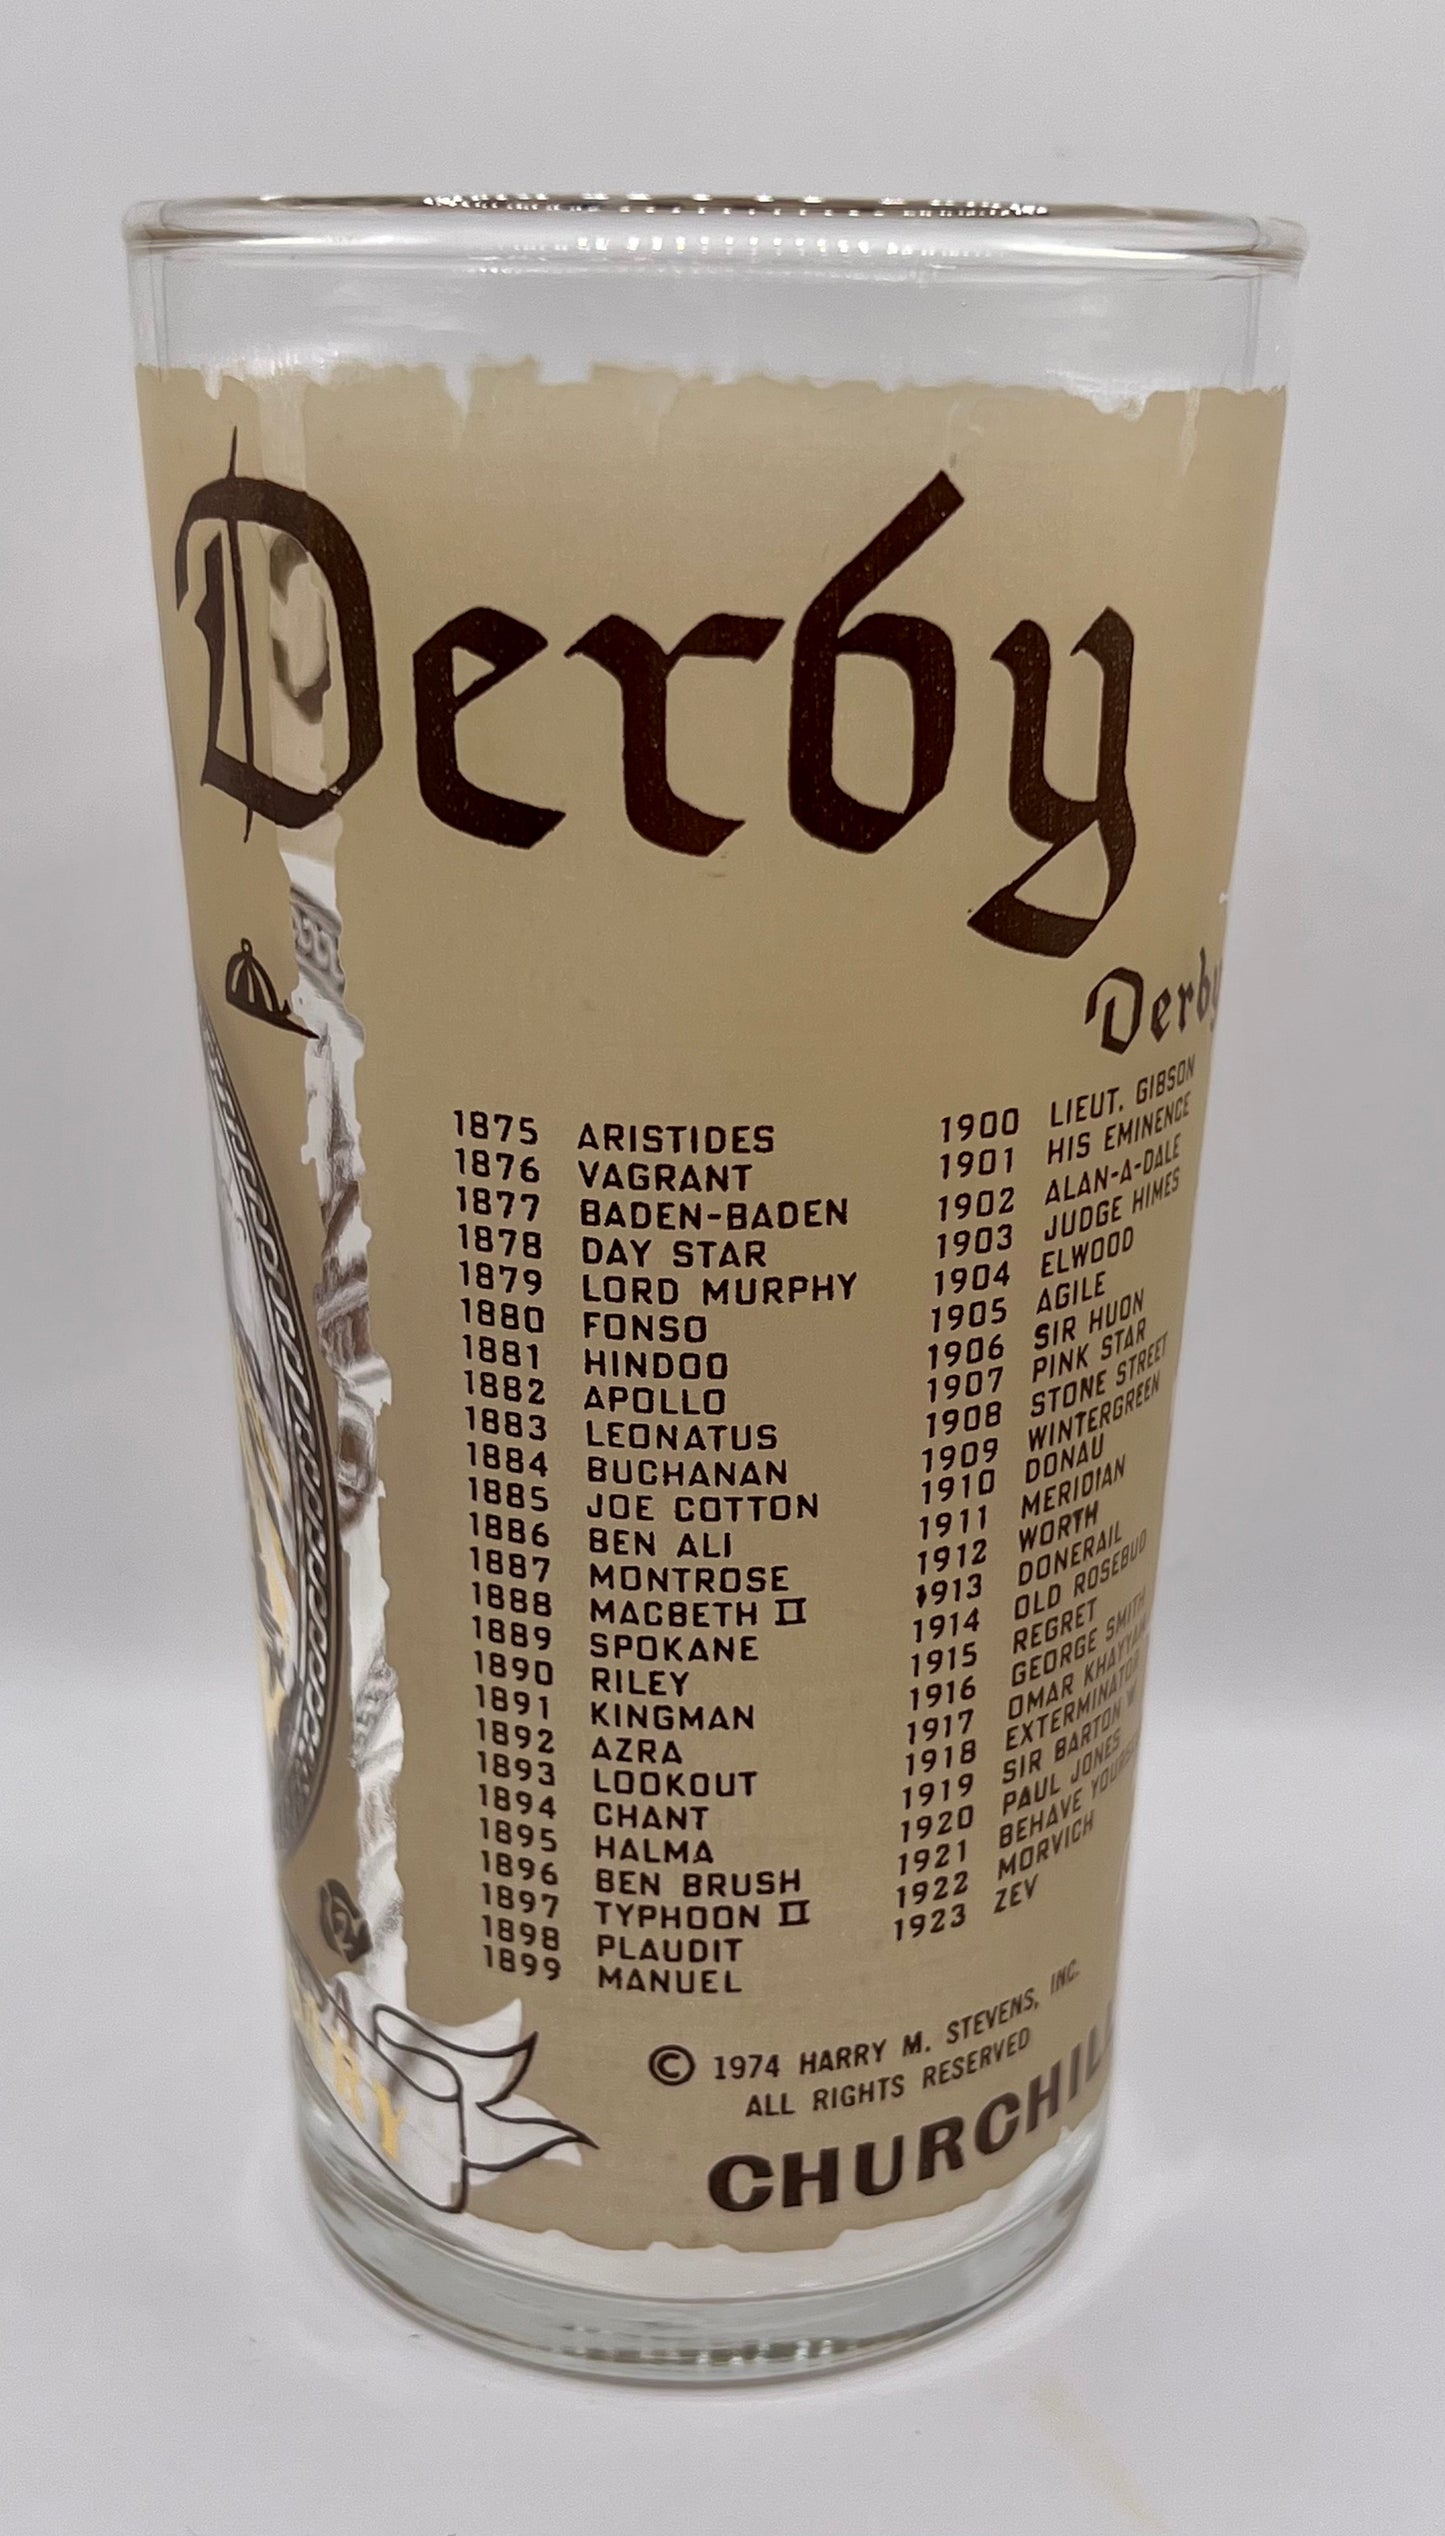 Derby
Derby
1875 ARISTIDES
1876 VAGRANT
1877 BADEN-BADEN
1878 DAY STAR
1879 LORD MURPHY
1880 FONSO
1881 HINDOO
1882 APOLLO
1883 LEONATUS
1884 BUCHANAN
1885 JOE COTTON
1886 BEN ALI
1887 MONTROSE
1888 MACBETH II
1889 SPOKANE
1890 RILEY
1891 KINGMAN
1892 AZRA
1893 LOOKOUT
1894 CHANT
1895 HALMA
1896 BEN BRUSH
1897 TYPHOON II
1898 PLAUDIT
1899 MANUEL
1900 LIEUT. GIBSON
1901 HIS EMINENCE
1902 ALAN-A-DALE
1903 JUDGE HIMES
1904 ELWOOD
1905 AGILE
1906 SIR HUON
1907 PINK STAR
1908 STONE STREET
1909 WINTERGREEN
1910 DONAU
1911 MERIDIAN
1912 WORTH
1913 DONERAIL
1914 OLD ROSEBUD
1915 REGRET
1916 GEORGE SMITH
1917 OMAR KHAYYAM
1918 EXTERMINATOR
1919 SIR BARTON
1920 PAUL JONES
1921 BEHAVE
1922 MORVICH
1923 ZEV
© 1974 HARRY M. STEVENS, INC.
ALL RIGHTS RESERVED
CHURCHILL